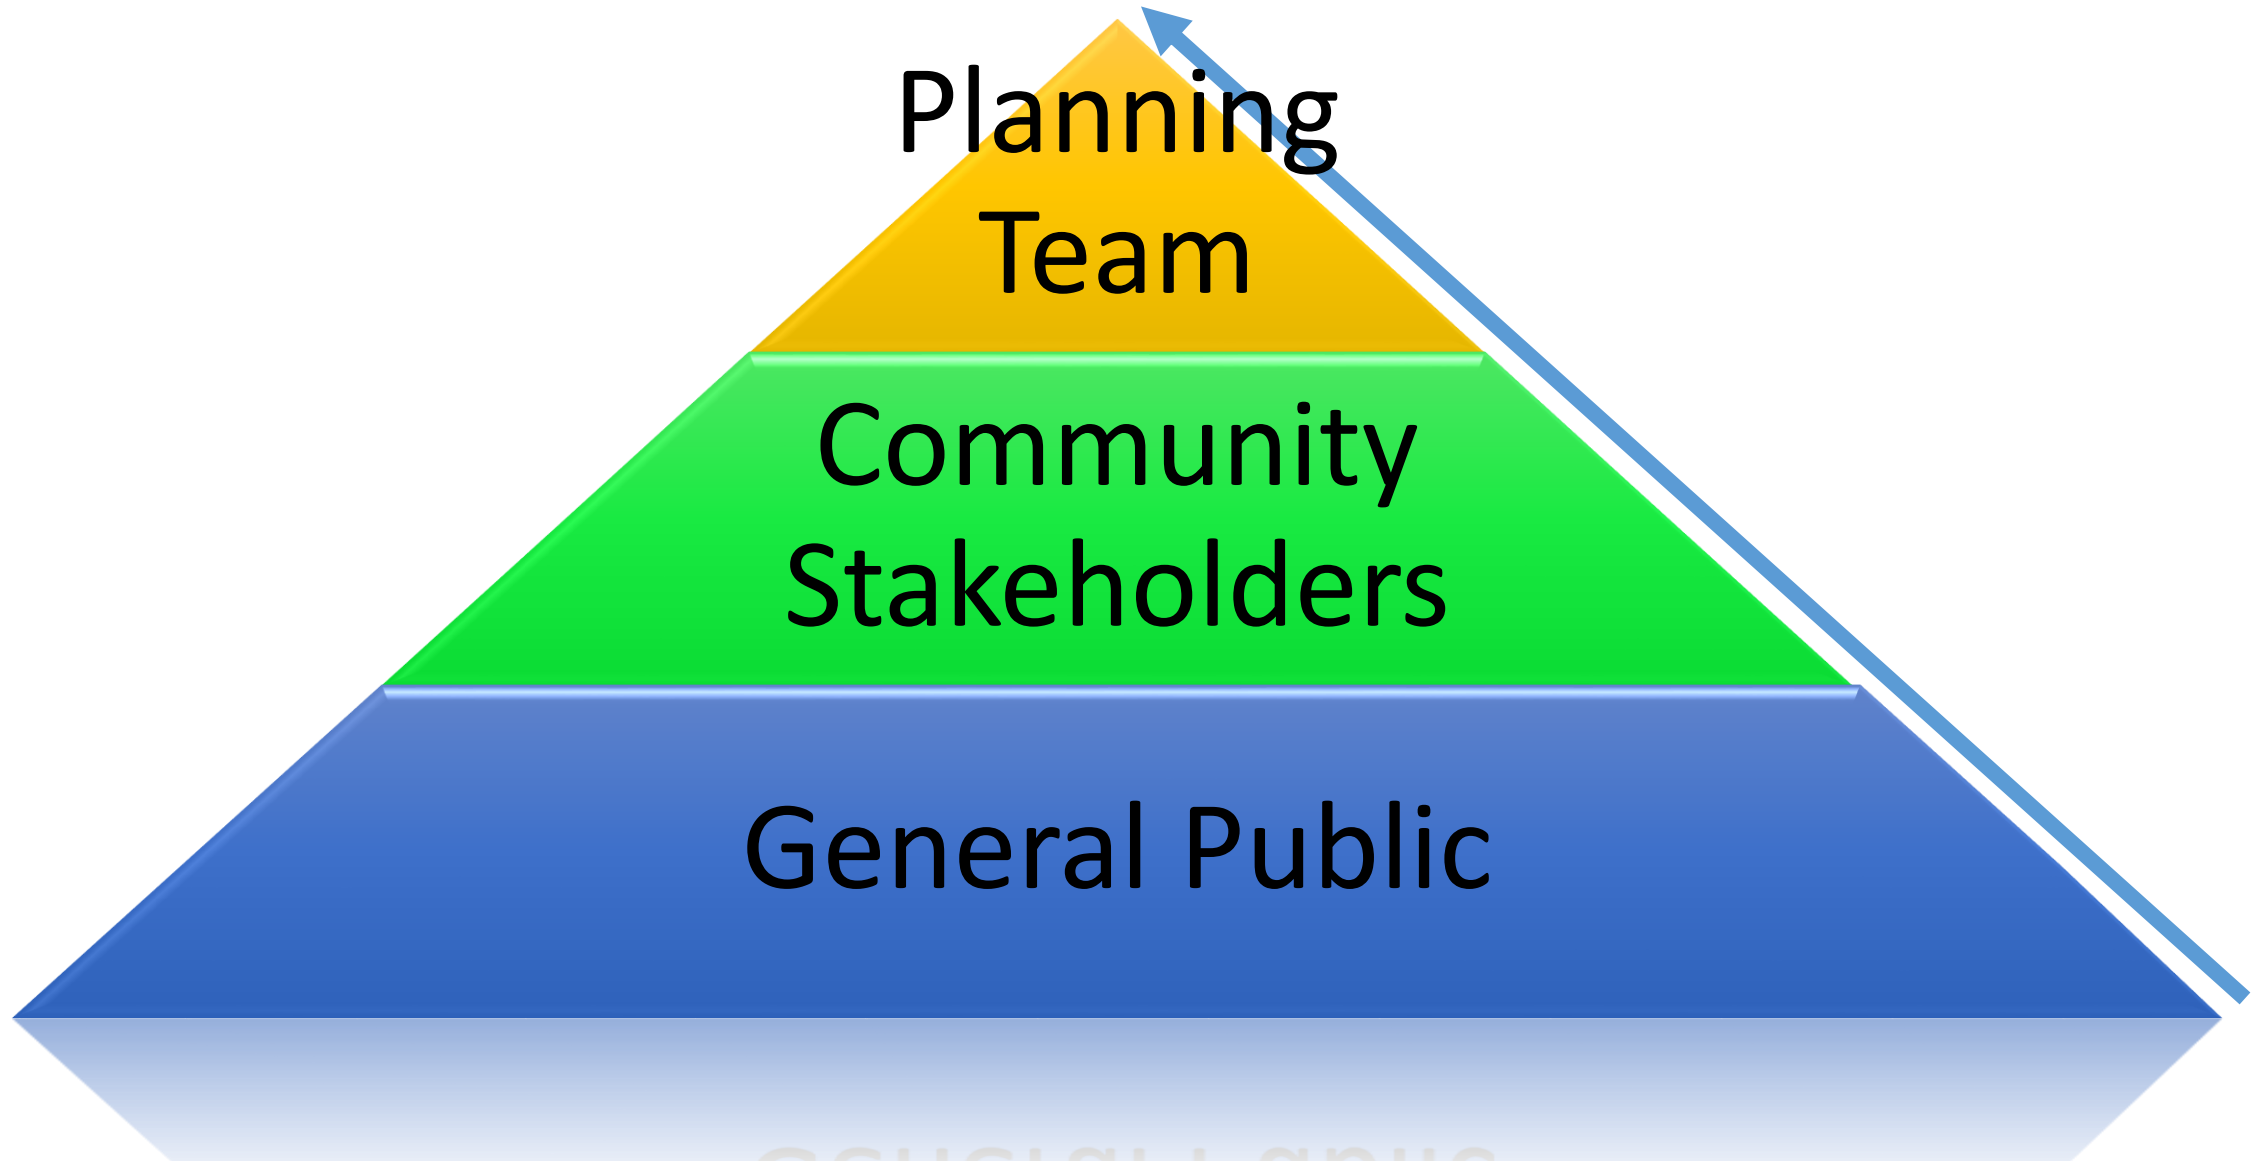 Planning
Team
Community
Stakeholders
General Public